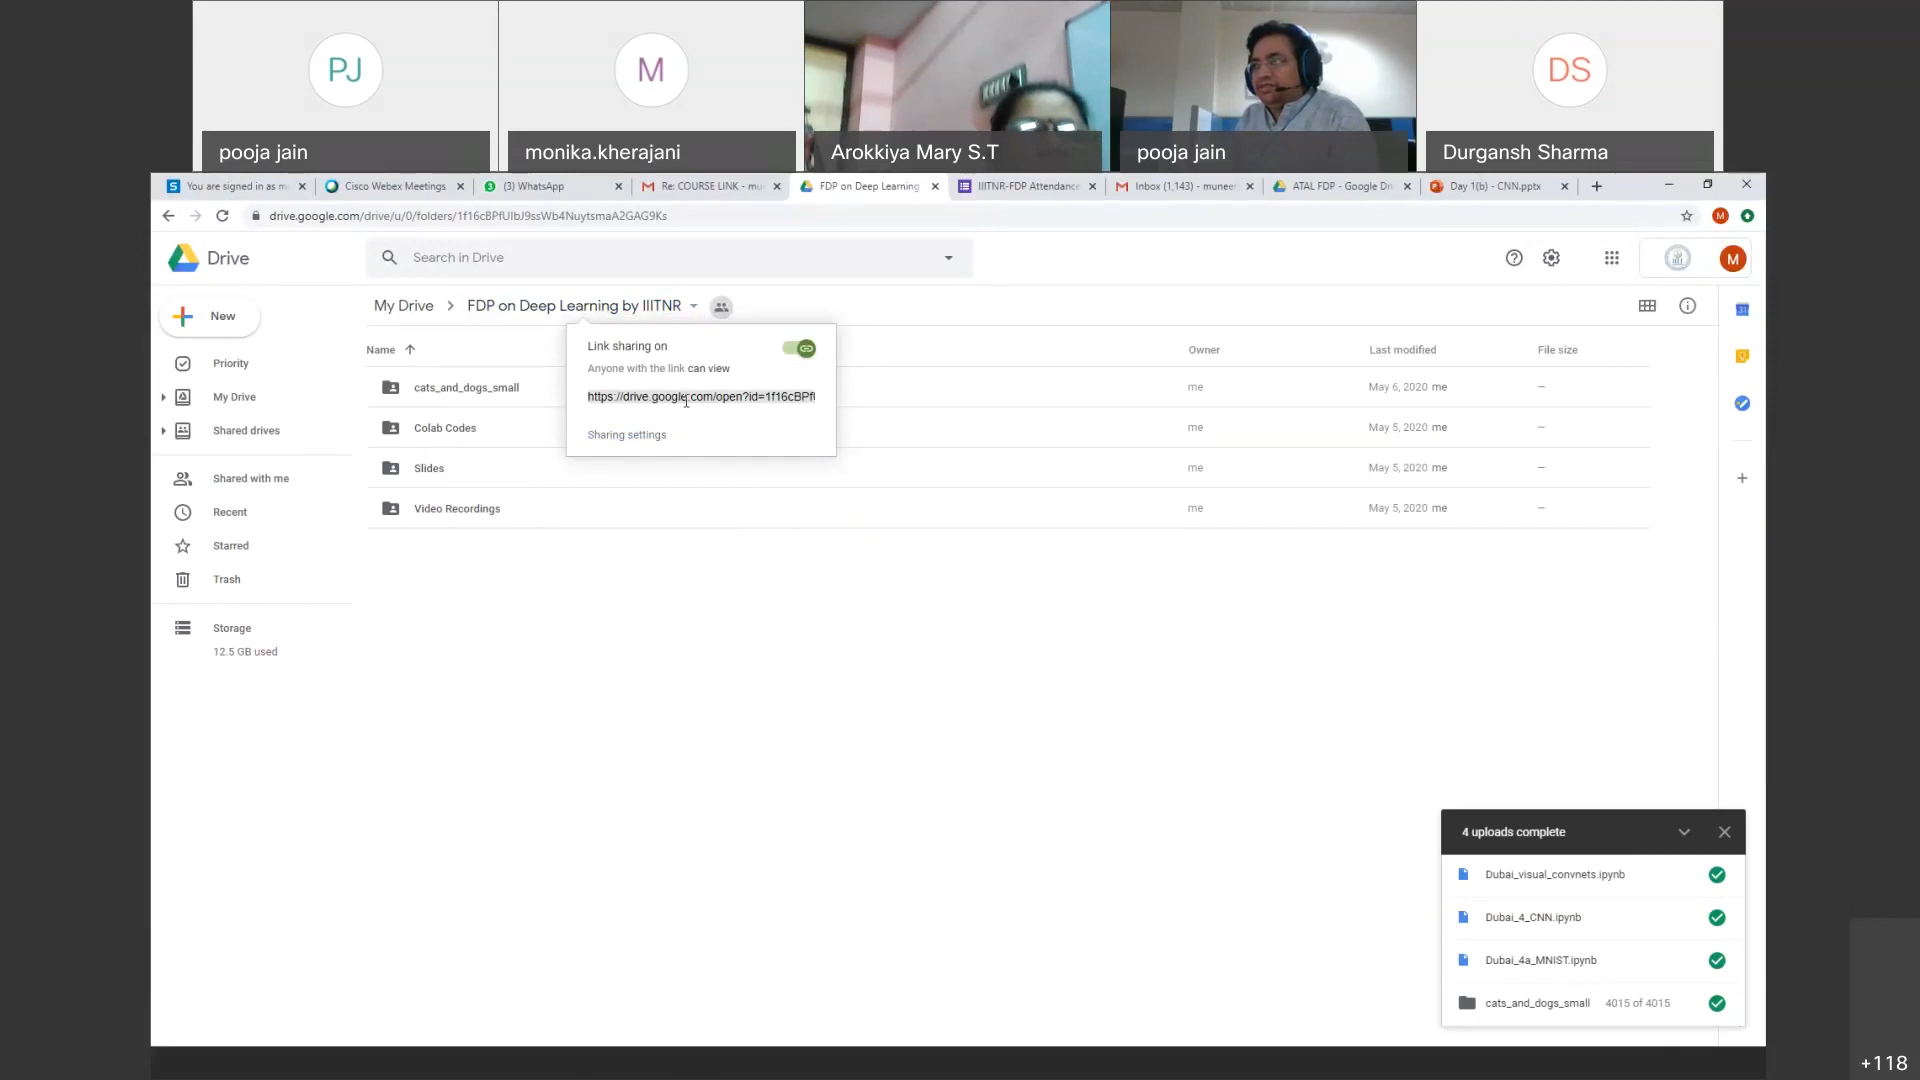 PJ
M
DS
pooja jain
monika.kherajani
Arokkiya Mary S.T
pooja jain
Durgansh Sharma
You are signed in as m
Cisco Webex Meetings
(3) WhatsApp
Re: COURSE LINK - mu
FDP on Deep Learning
IIITNR-FDP Attendance
Inbox (1,143) - muneer
ATAL FDP - Google Dri
Day 1(b) - CNN.pptx
drive.google.com/drive/u/0/folders/1f16cBPfUIbJ9ssWb4NuytsmaA2GAG9Ks
M
Drive
Search in Drive
M
New
My Drive > FDP on Deep Learning by IIITNR
Name
Owner
Last modified
File size
Link sharing on
Anyone with the link can view
https://drive.google.com/open?id=1f16cBPf
Sharing settings
cats_and_dogs_small
me
May 6, 2020 me
–
Colab Codes
me
May 5, 2020 me
–
Slides
me
May 5, 2020 me
–
Video Recordings
me
May 5, 2020 me
–
Priority
My Drive
Shared drives
Shared with me
Recent
Starred
Trash
Storage
12.5 GB used
4 uploads complete
Dubai_visual_convnets.ipynb
Dubai_4_CNN.ipynb
Dubai_4a_MNIST.ipynb
cats_and_dogs_small 4015 of 4015
+118